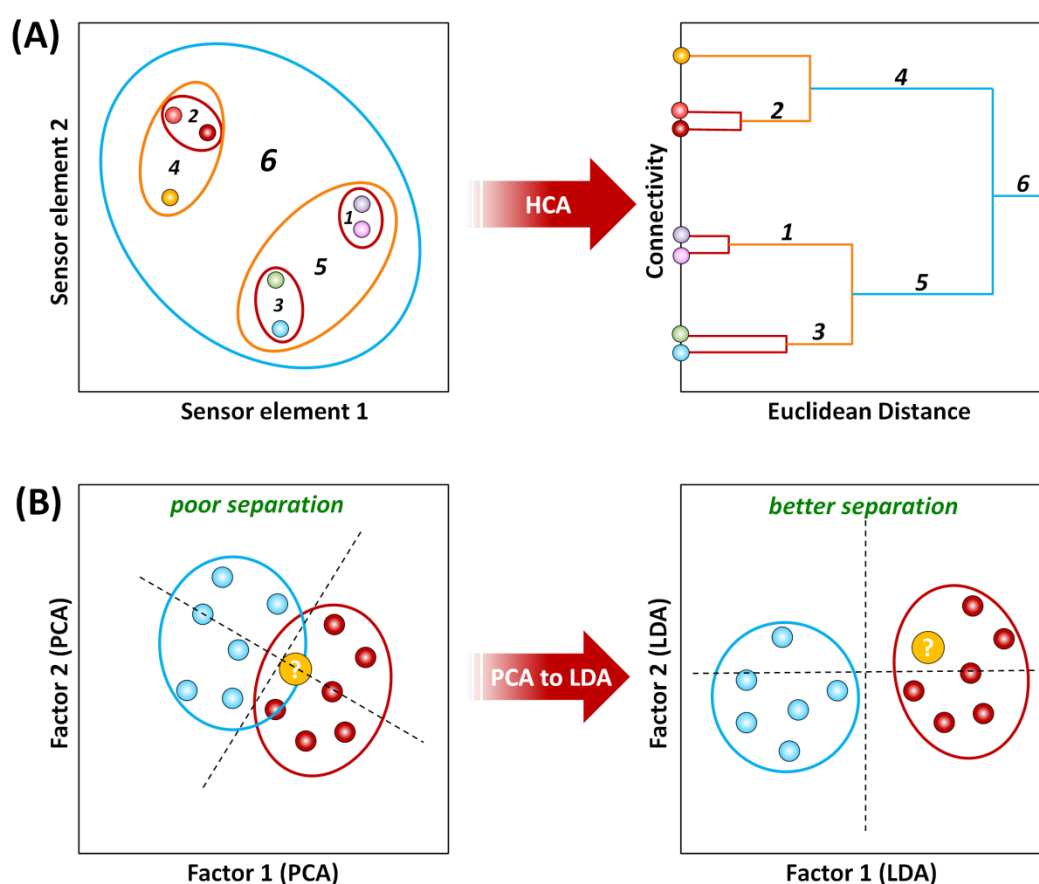 (A)
Sensor element 2
2
4
6
1
5
3
Sensor element 1
HCA
Connectivity
4
2
6
1
5
3
Euclidean Distance
(B)
poor separation
?
Factor 2 (PCA)
Factor 1 (PCA)
PCA to LDA
better separation
?
Factor 2 (LDA)
Factor 1 (LDA)